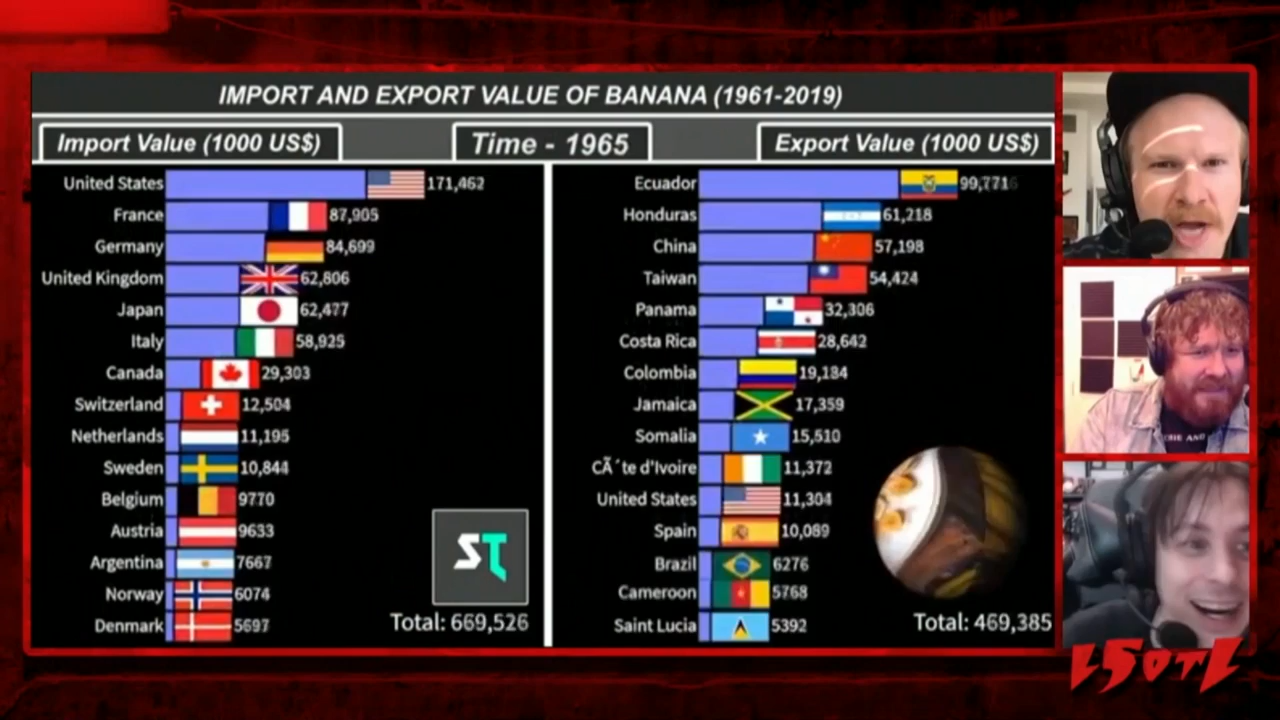 IMPORT AND EXPORT VALUE OF BANANA (1961-2019)
Import Value (1000 US$)
Time - 1965
Export Value (1000 US$)
United States 171,462
France 87,905
Germany 84,699
United Kingdom 62,806
Japan 62,477
Italy 58,925
Canada 29,303
Switzerland 12,504
Netherlands 11,195
Sweden 10,844
Belgium 9770
Austria 9633
Argentina 7667
Norway 6074
Denmark 5697
ST
Total: 669,526
Ecuador 99,771
Honduras 61,218
China 57,198
Taiwan 54,424
Panama 32,306
Costa Rica 28,642
Colombia 19,184
Jamaica 17,359
Somalia 15,510
CÃ´te d'Ivoire 11,372
United States 11,304
Spain 10,089
Brazil 6276
Cameroon 5768
Saint Lucia 5392
Total: 469,385
AND
L5OTL